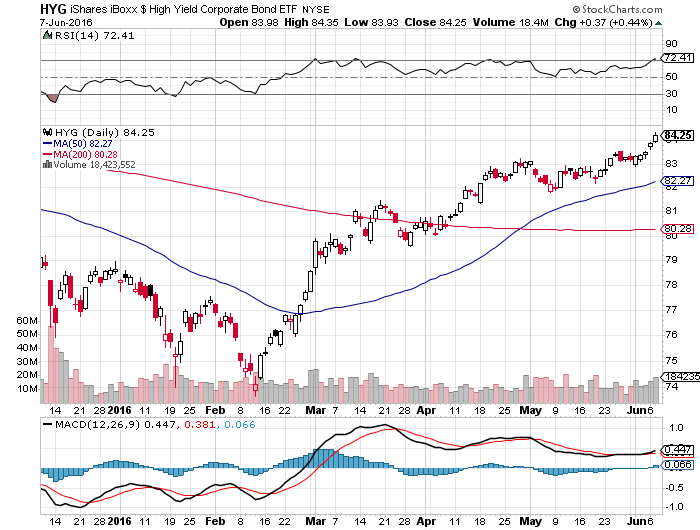 HYG iShares iBoxx $ High Yield Corporate Bond ETF NYSE © StockCharts.com
7-Jun-2016 Open 83.98 High 84.35 Low 83.93 Close 84.25 Volume 18.4M Chg +0.37 (+0.44%)
RSI(14) 72.41
90
72.41
50
30
10
HYG (Daily) 84.25
MA(50) 82.27
MA(200) 80.28
Volume 18,423,552
84.25
83
82.27
81
80.28
79
78
77
76
75
74
60M
50M
40M
30M
20M
10M
184235
14 21 28 2016 11 19 25 Feb 8 16 22 Mar 7 14 21 28 Apr 11 18 25 May 9 16 23 Jun 6
MACD(12,26,9) 0.447, 0.381, 0.066
1.0
0.447
0.066
-0.5
-1.0
14 21 28 2016 11 19 25 Feb 8 16 22 Mar 7 14 21 28 Apr 11 18 25 May 9 16 23 Jun 6